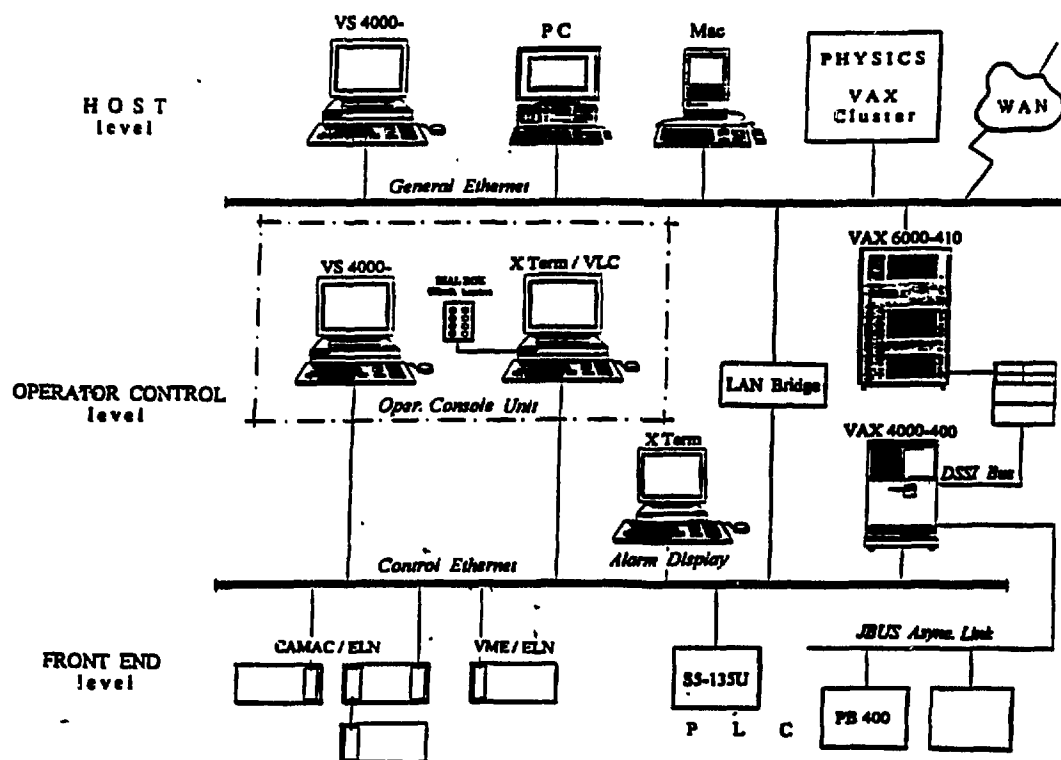 VS 4000-
PC
Mac
PHYSICS
VAX
Cluster
WAN
HOST
level
General Ethernet
VAX 6000-410
VS 4000-
X Term / VLC
LAN Bridge
OPERATOR CONTROL
level
Oper. Console Unit
VAX 4000-400
X Term
DSSI Bus
Control Ethernet
Alarm Display
JBUS Async. Link
CAMAC / ELN
VME / ELN
FRONT END
level
S5-135U
PB 400
P L C